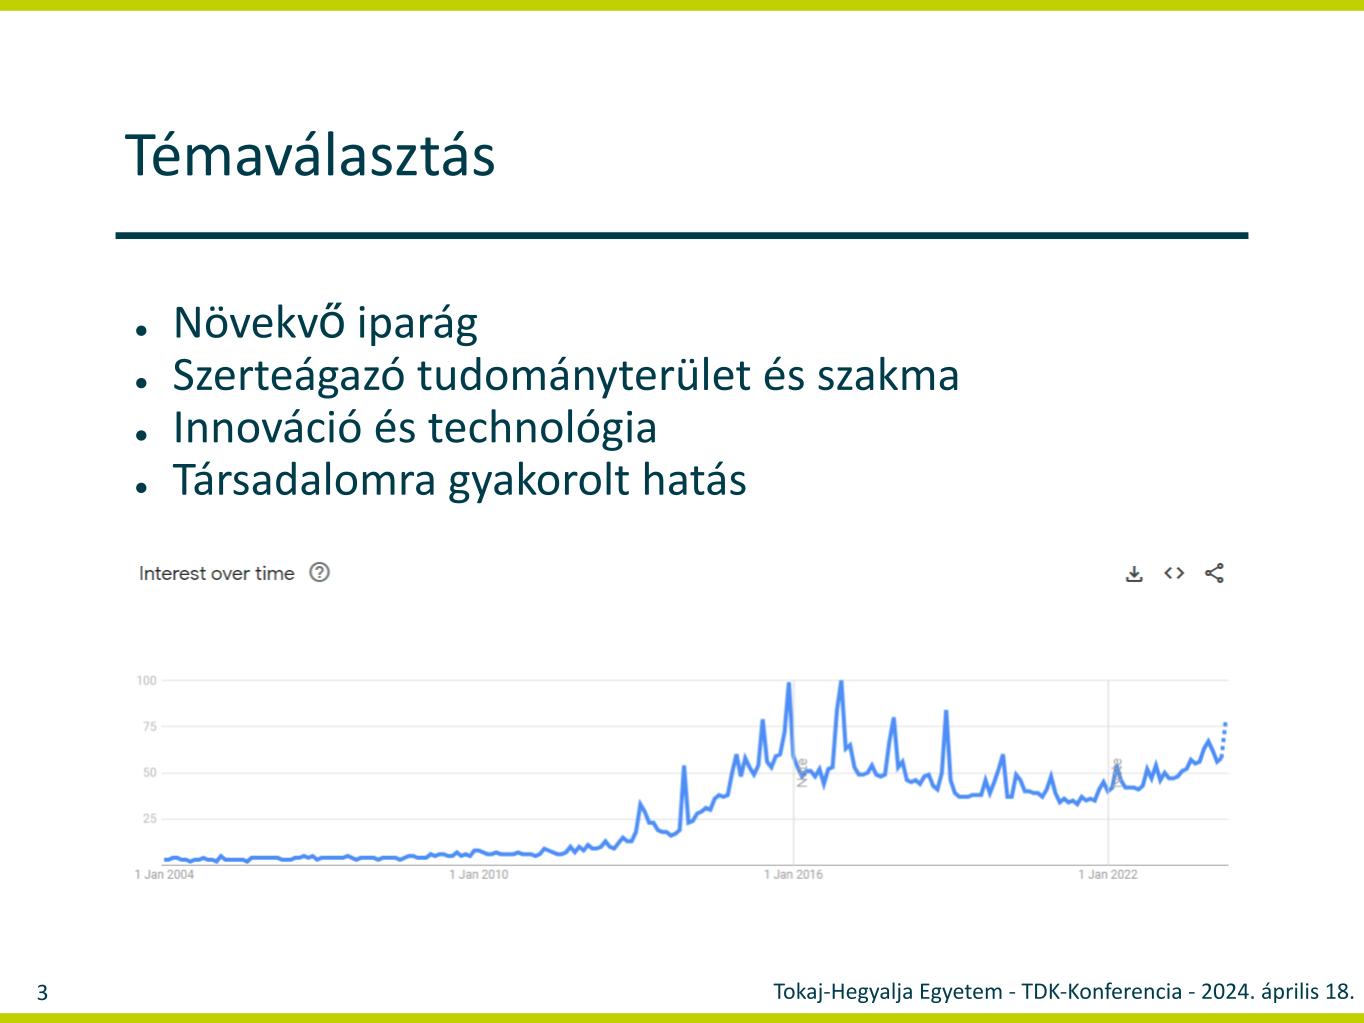 Témaválasztás
Növekvő iparág
Szerteágazó tudományterület és szakma
Innováció és technológia
Társadalomra gyakorolt hatás
Interest over time
100
75
50
25
Note
Note
1 Jan 2004
1 Jan 2010
1 Jan 2016
1 Jan 2022
3
Tokaj-Hegyalja Egyetem - TDK-Konferencia - 2024. április 18.